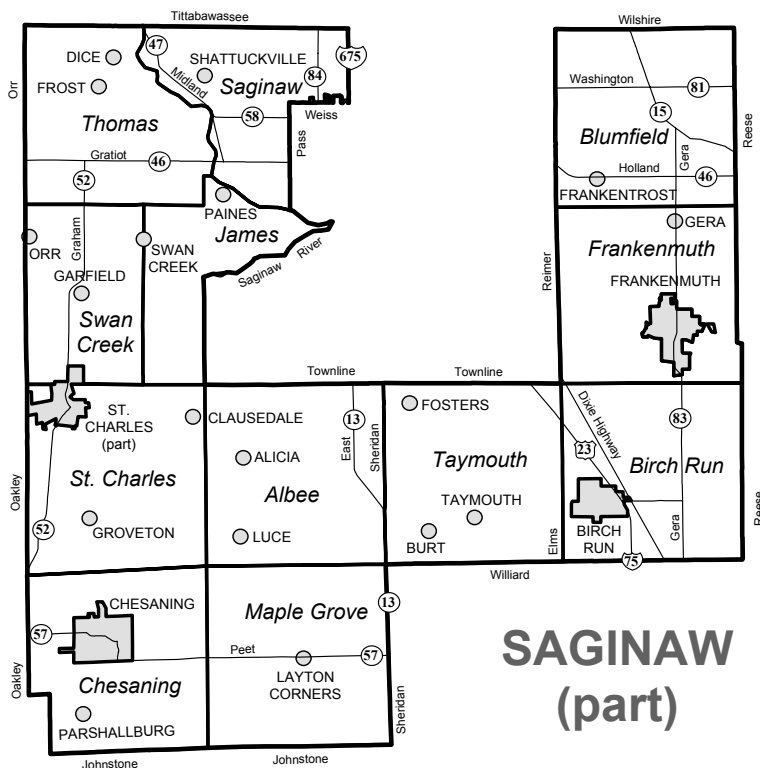 Tittabawassee
Wilshire
47
675
DICE
SHATTUCKVILLE
Orr
Midland
Saginaw
84
Washington
81
FROST
15
58
Weiss
Thomas
Pass
Blumfield
Reese
Gratiot
46
Gera
Holland
46
52
FRANKENTROST
PAINES
GERA
James
ORR
Graham
SWAN
CREEK
Saginaw
River
Frankenmuth
Reimer
GARFIELD
FRANKENMUTH
Swan
Creek
Townline
Townline
ST.
CHARLES
(part)
CLAUSEDALE
13
FOSTERS
Dixie Highway
83
East
Sheridan
23
ALICIA
Taymouth
Birch Run
St. Charles
Albee
Oakley
TAYMOUTH
Reese
52
GROVETON
LUCE
BURT
Elms
BIRCH
RUN
Gera
75
Williard
CHESANING
Maple Grove
13
57
Peet
57
SAGINAW
(part)
Oakley
Chesaning
LAYTON
CORNERS
Sheridan
PARSHALLBURG
Johnstone
Johnstone